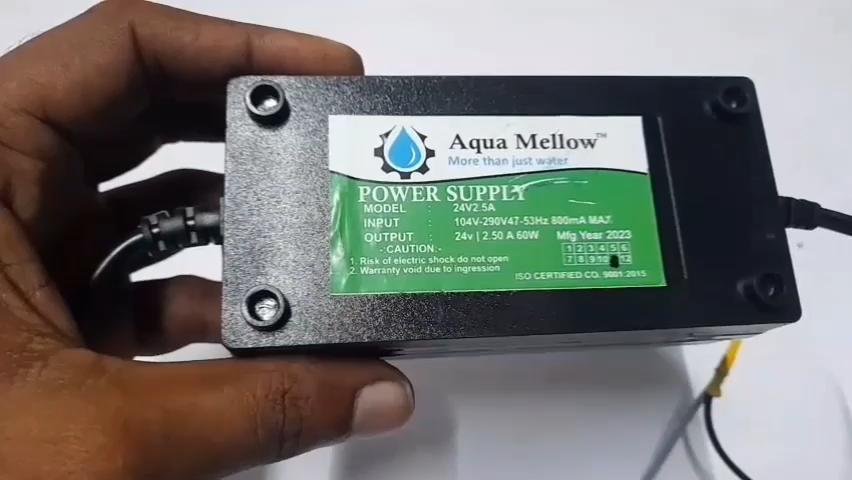 Aqua Mellow™
More than just water
POWER SUPPLY
MODEL : 24V2.5A
INPUT : 104V-290V47-53Hz 800mA MAX
OUTPUT : 24v | 2.50 A 60W
Mfg Year 2023
-:CAUTION:-
1 2 3 4 5 6
1. Risk of electric shock do not open
7 8 9 10 12
2. Warranty void due to ingression
ISO CERTIFIED CO. 9001:2015